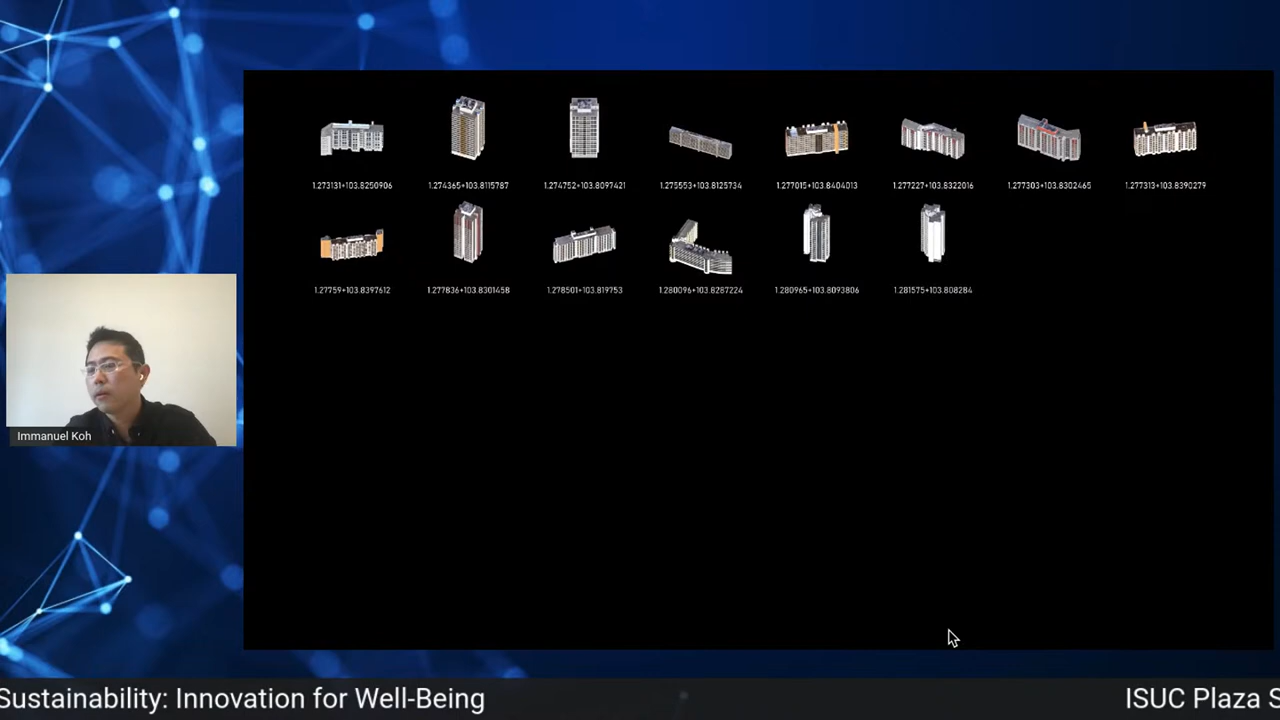 1.273131+103.8250906 1.274365+103.8115787 1.274752+103.8097421 1.275553+103.8125734 1.277015+103.8404013 1.277227+103.8322016 1.277303+103.8302465 1.277313+103.8390279
1.27759+103.8397612 1.277836+103.8301458 1.278501+103.819753 1.280096+103.8287224 1.280965+103.8093806 1.281575+103.808284
Immanuel Koh
Sustainability: Innovation for Well-Being ISUC Plaza S